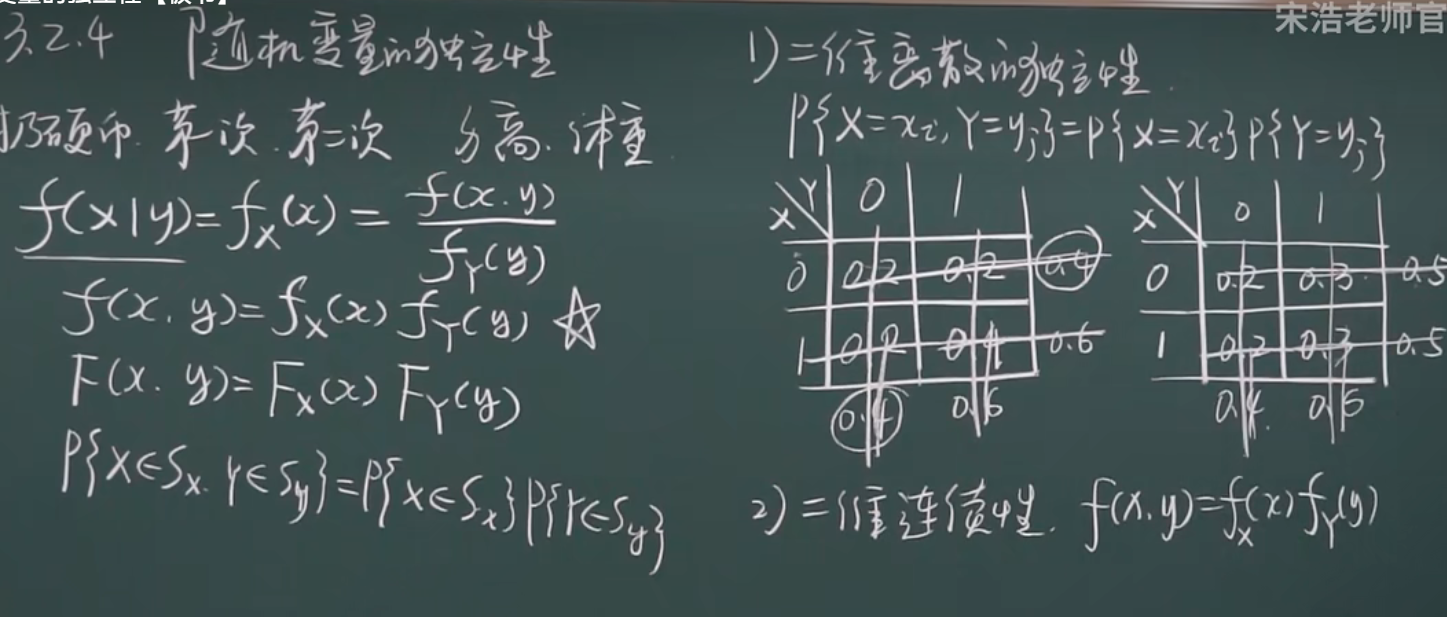 宋浩老师官
3.2.4 随机变量的独立性
扔硬币 第一次 第二次 身高. 体重
f(x|y)=f_X(x)=f(x.y)/f_Y(y)
f(x.y)=f_X(x) f_Y(y) ☆
F(x.y)=F_X(x) F_Y(y)
P{X∈S_x. Y∈S_y}=P{X∈S_x}P{Y∈S_y}
1)二维离散的独立性
P{X=x_i,Y=y_j}=P{X=x_i}P{Y=y_j}
X Y 0 1
0 0.2 0.2 0.4
1 0.2 0.4 0.6
0.4 0.6
X Y 0 1
0 0.2 0.3 0.5
1 0.2 0.3 0.5
0.4 0.6
2)二维连续性. f(x.y)=f_X(x)f_Y(y)